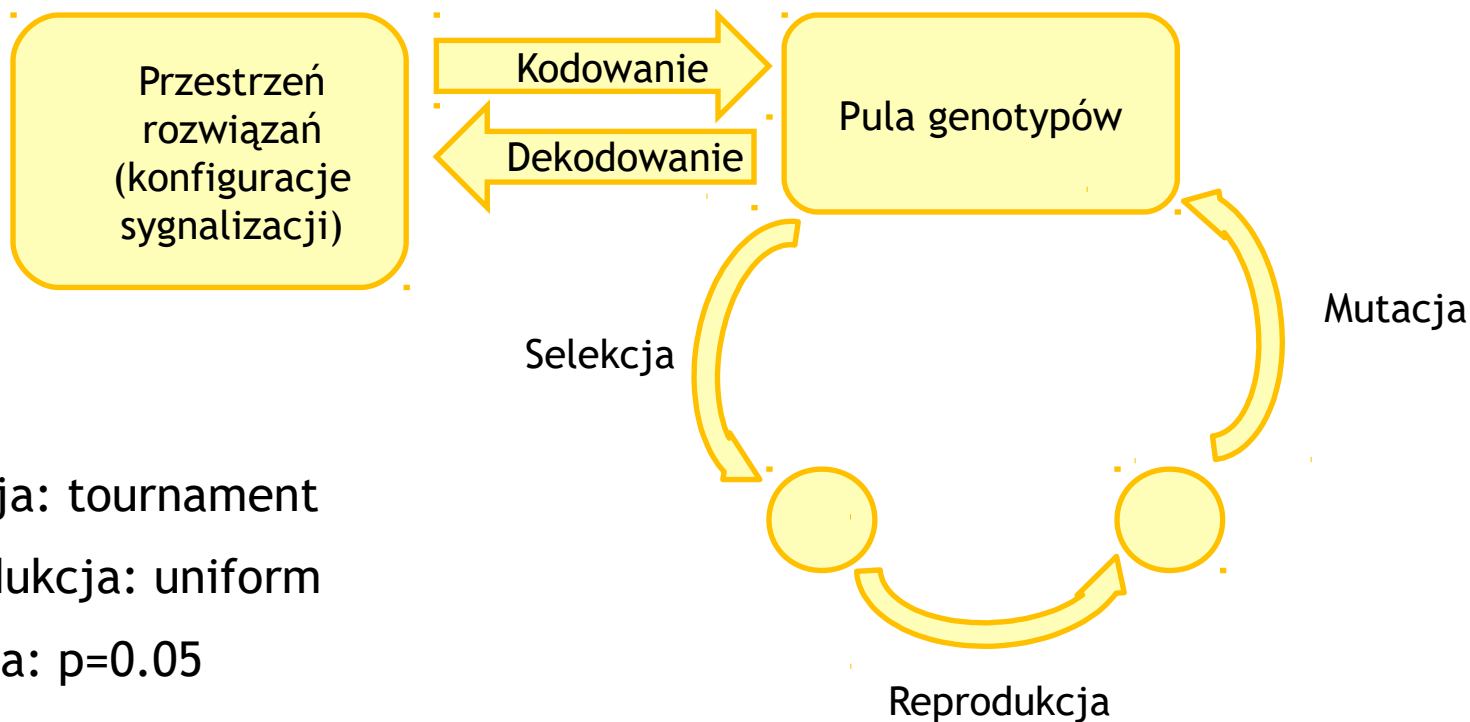 Przestrzeń
rozwiązań
(konfiguracje
sygnalizacji)
Kodowanie
Dekodowanie
Pula genotypów
Selekcja
Mutacja
ja: tournament
dukcja: uniform
a: p=0.05
Reprodukcja